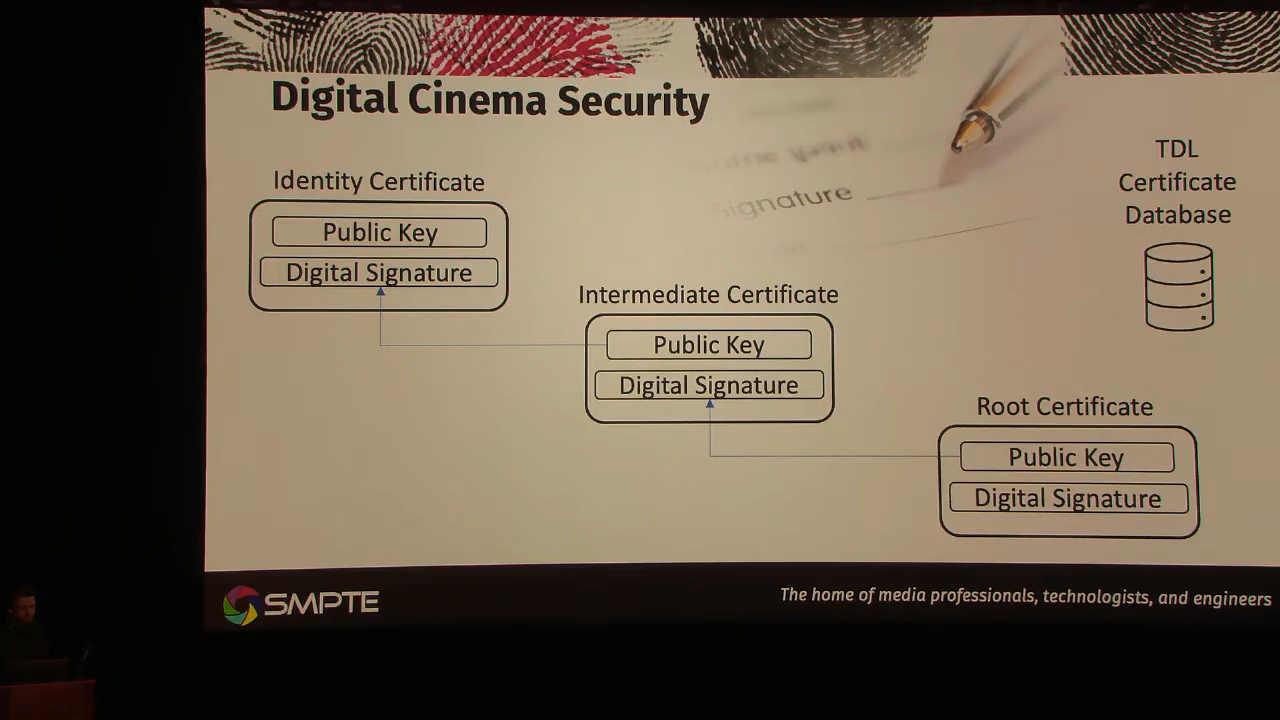 Digital Cinema Security
Signature
TDL
Certificate
Database
Identity Certificate
Public Key
Digital Signature
Intermediate Certificate
Public Key
Digital Signature
Root Certificate
Public Key
Digital Signature
SMPTE
The home of media professionals, technologists, and engineers